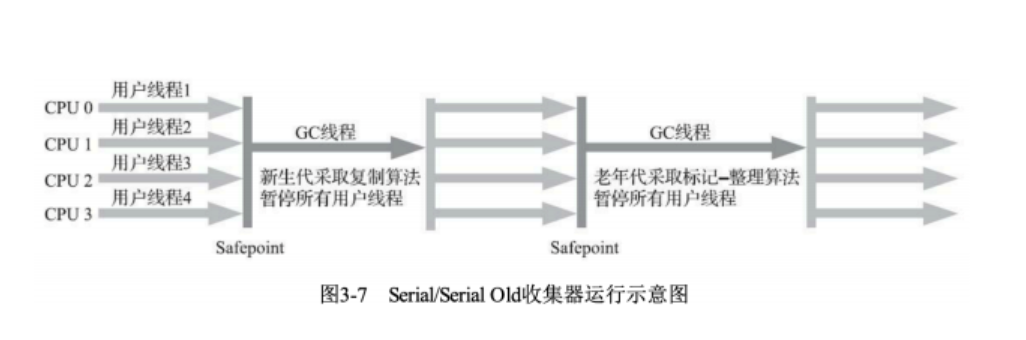 用户线程1
CPU 0
用户线程2
CPU 1
用户线程3
CPU 2
用户线程4
CPU 3
GC线程
新生代采取复制算法
暂停所有用户线程
GC线程
老年代采取标记–整理算法
暂停所有用户线程
Safepoint
Safepoint
图3-7 Serial/Serial Old收集器运行示意图